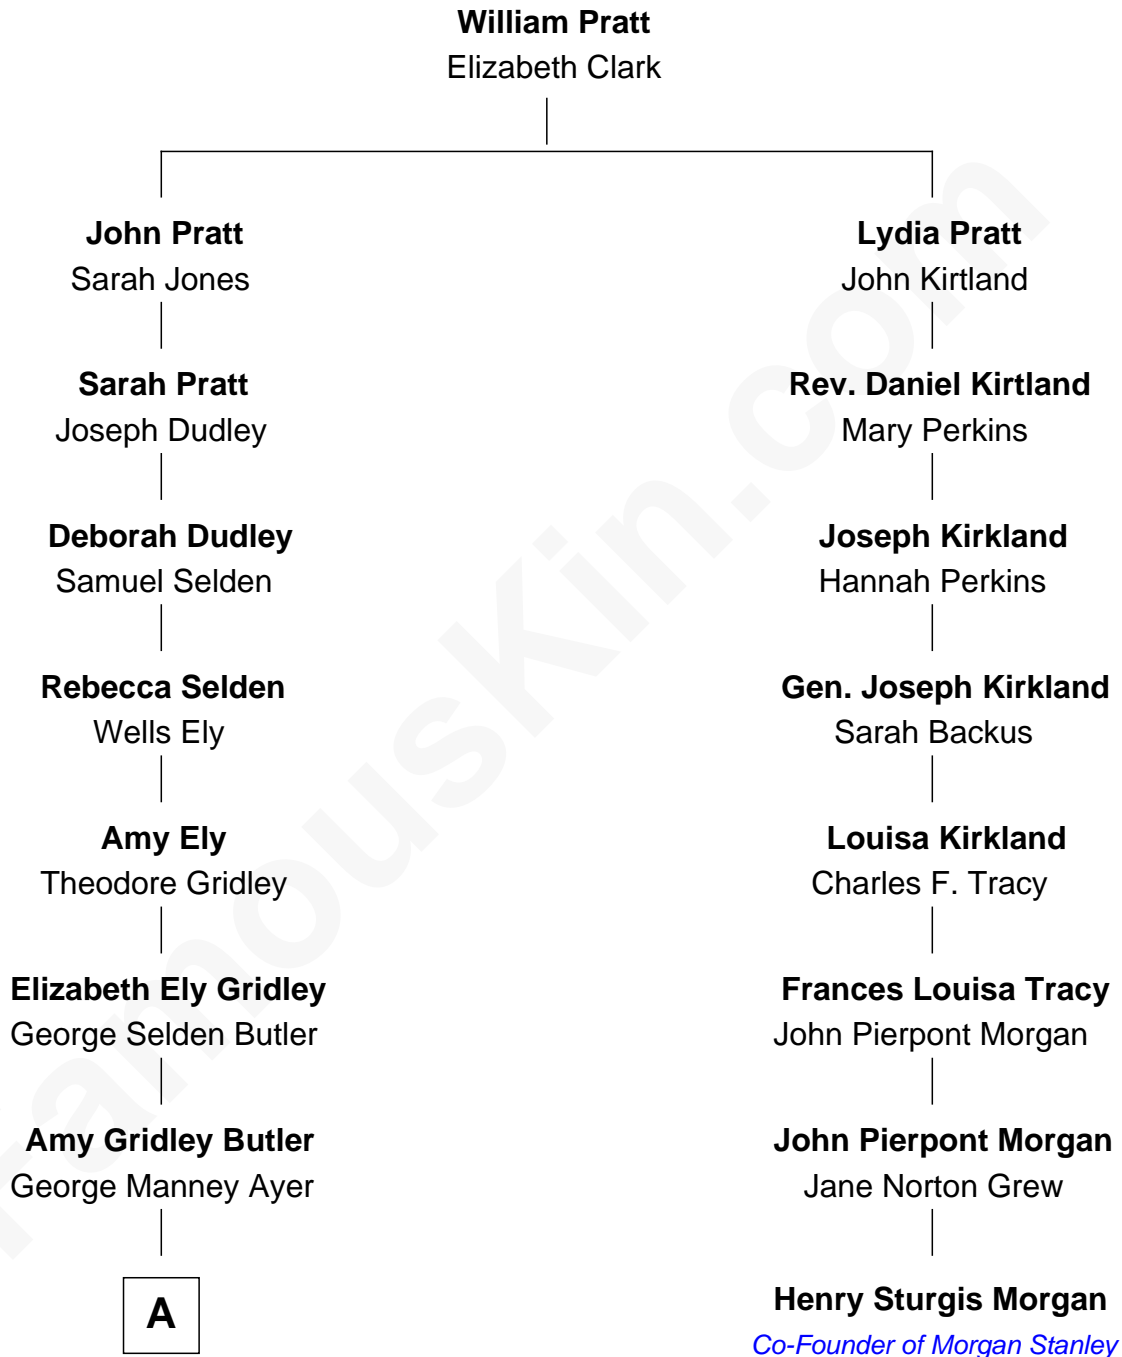 William Pratt
Elizabeth Clark
John Pratt
Sarah Jones
Sarah Pratt
Joseph Dudley
Deborah Dudley
Samuel Selden
Rebecca Selden
Wells Ely
Amy Ely
Theodore Gridley
Elizabeth Ely Gridley
George Selden Butler
Amy Gridley Butler
George Manney Ayer
A
Lydia Pratt
John Kirtland
Rev. Daniel Kirtland
Mary Perkins
Joseph Kirkland
Hannah Perkins
Gen. Joseph Kirkland
Sarah Backus
Louisa Kirkland
Charles F. Tracy
Frances Louisa Tracy
John Pierpont Morgan
John Pierpont Morgan
Jane Norton Grew
Henry Sturgis Morgan
Co-Founder of Morgan Stanley
FamousKin.com